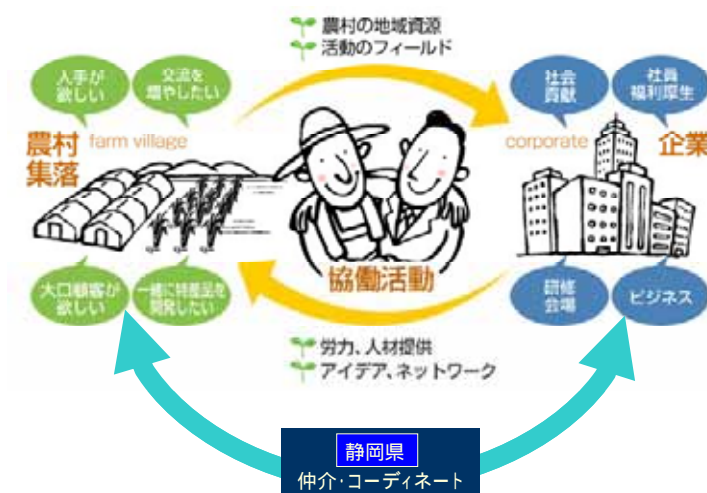 農村の地域資源
活動のフィールド
人手が
欲しい
交流を
増やしたい
社会
貢献
社員
福利厚生
農村
集落
farm village
corporate
企業
協働活動
大口顧客が
欲しい
一緒に特産品を
開発したい
研修
会場
ビジネス
労力、人材提供
アイデア、ネットワーク
静岡県
仲介・コーディネート